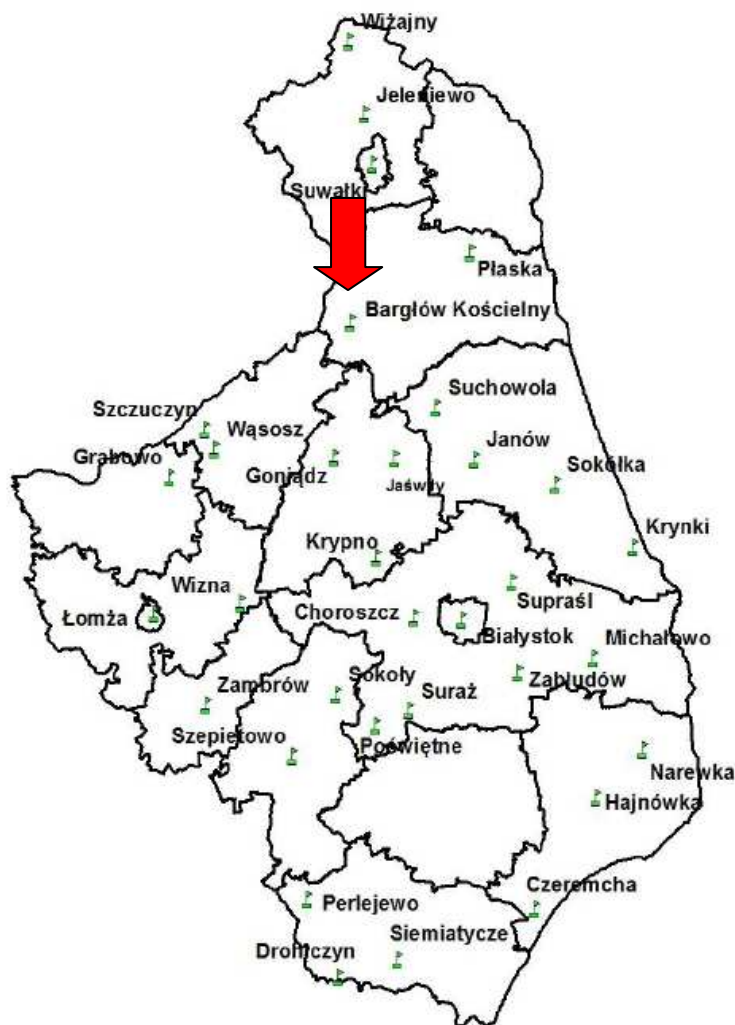 Wiżajny
Jeleniewo
Suwałki
Płaska
Bargłów Kościelny
Suchowola
Szczuczyn
Wąsosz
Janów
Grabowo
Goniądz
Jaświły
Sokółka
Krynki
Krypno
Wizna
Supraśl
Łomża
Choroszcz
Białystok
Michałowo
Zambrów
Sokoły
Suraż
Zabłudów
Szepietowo
Poświętne
Narewka
Hajnówka
Czeremcha
Perlejewo
Siemiatycze
Drohiczyn